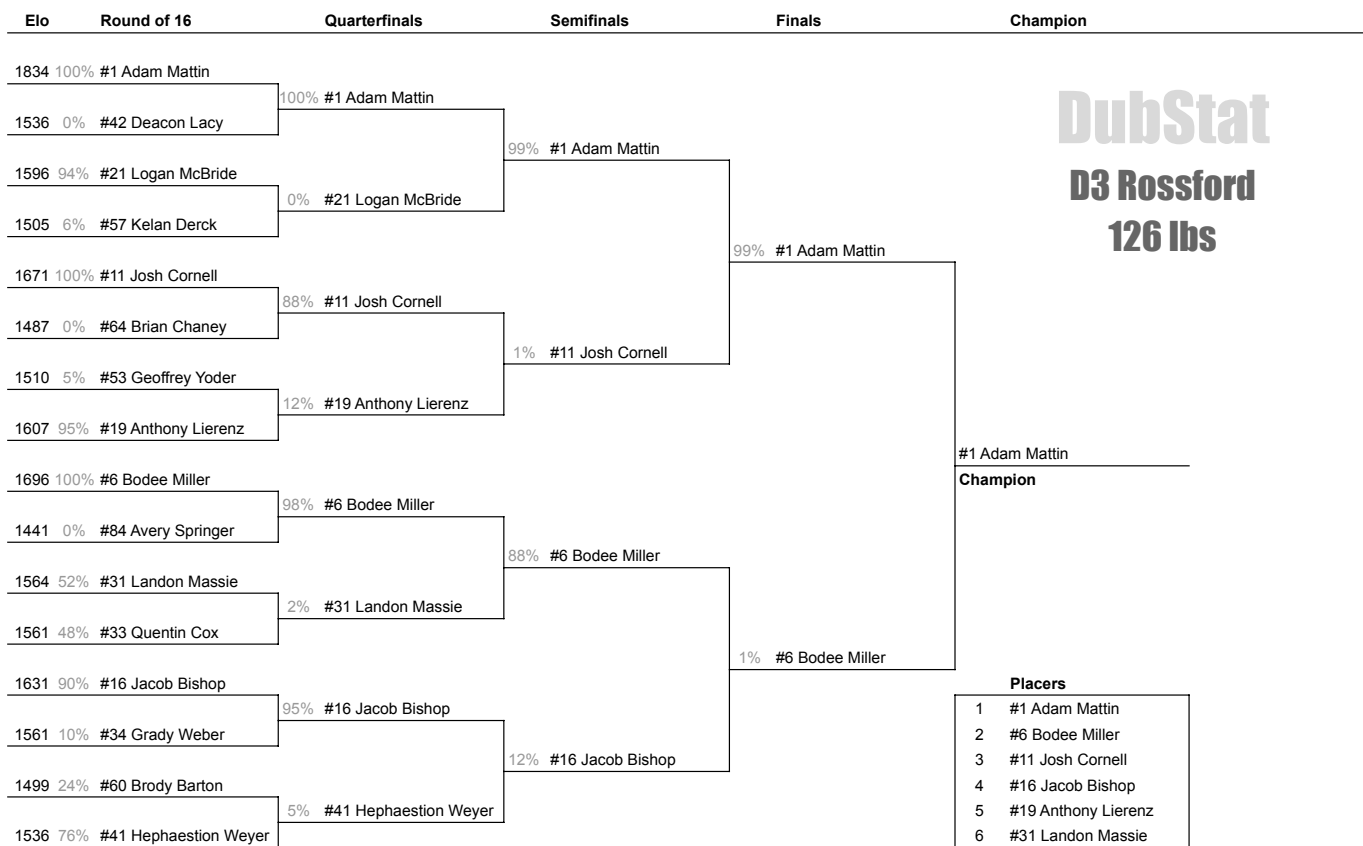 Elo Round of 16 Quarterfinals Semifinals Finals Champion
1834 100% #1 Adam Mattin
100% #1 Adam Mattin
DubStat
1536 0% #42 Deacon Lacy
99% #1 Adam Mattin
1596 94% #21 Logan McBride
D3 Rossford
0% #21 Logan McBride
1505 6% #57 Kelan Derck
126 lbs
99% #1 Adam Mattin
1671 100% #11 Josh Cornell
88% #11 Josh Cornell
1487 0% #64 Brian Chaney
1% #11 Josh Cornell
1510 5% #53 Geoffrey Yoder
12% #19 Anthony Lierenz
1607 95% #19 Anthony Lierenz
#1 Adam Mattin
1696 100% #6 Bodee Miller
Champion
98% #6 Bodee Miller
1441 0% #84 Avery Springer
88% #6 Bodee Miller
1564 52% #31 Landon Massie
2% #31 Landon Massie
1561 48% #33 Quentin Cox
1% #6 Bodee Miller
1631 90% #16 Jacob Bishop
Placers
95% #16 Jacob Bishop
1 #1 Adam Mattin
1561 10% #34 Grady Weber
2 #6 Bodee Miller
12% #16 Jacob Bishop
3 #11 Josh Cornell
1499 24% #60 Brody Barton
4 #16 Jacob Bishop
5% #41 Hephaestion Weyer
5 #19 Anthony Lierenz
1536 76% #41 Hephaestion Weyer
6 #31 Landon Massie